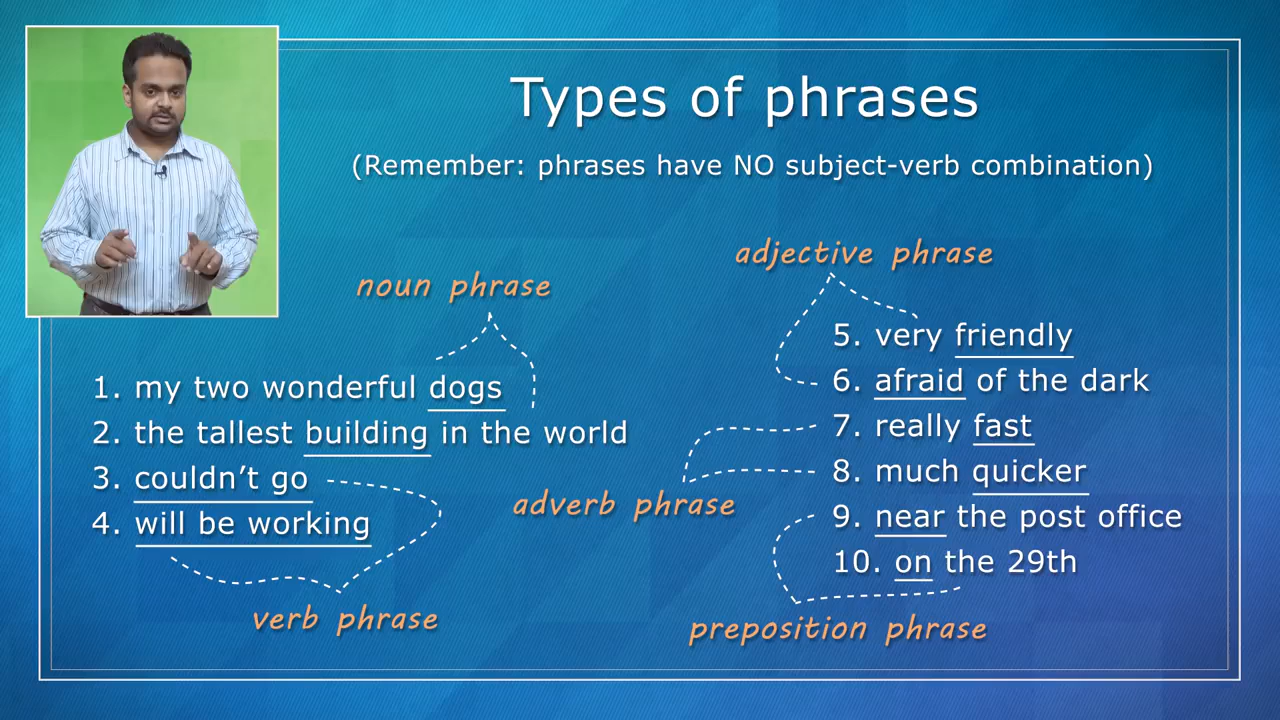 Types of phrases
(Remember: phrases have NO subject-verb combination)
noun phrase
1. my two wonderful dogs
2. the tallest building in the world
3. couldn’t go
4. will be working
verb phrase
adjective phrase
5. very friendly
6. afraid of the dark
7. really fast
8. much quicker
adverb phrase
9. near the post office
10. on the 29th
preposition phrase